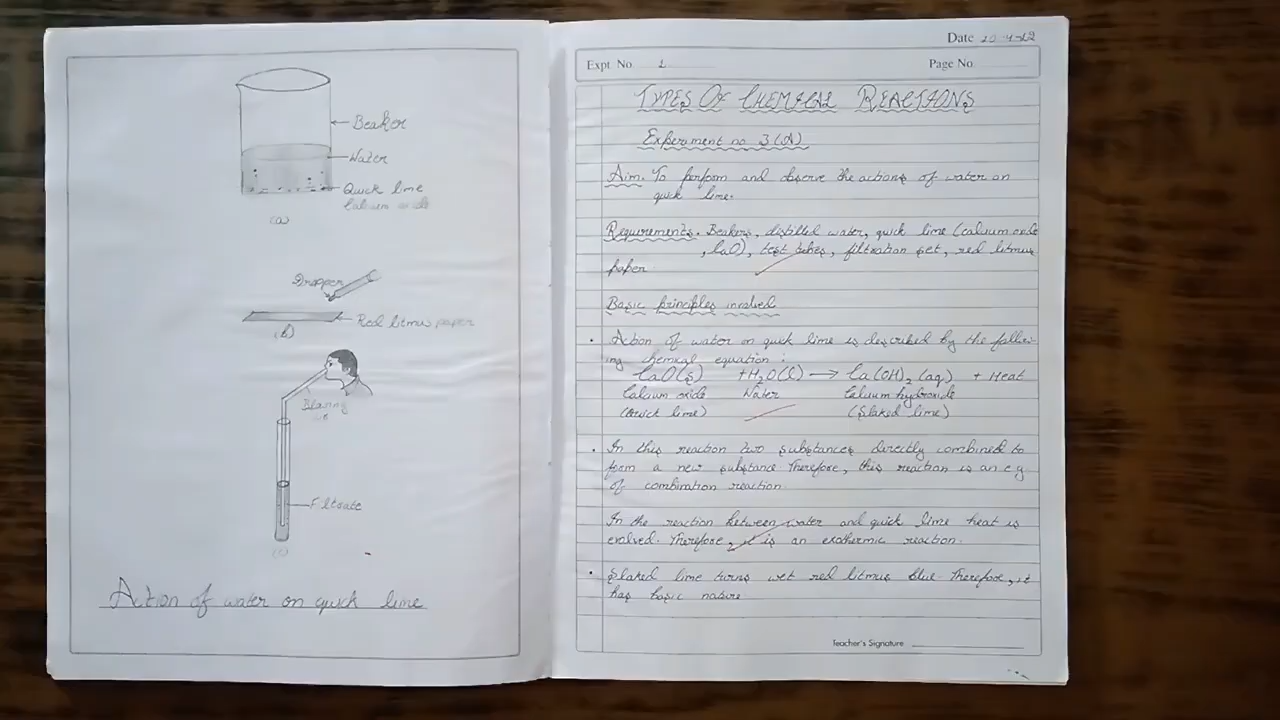 Beaker
Water
Quick lime
Calcium oxide
(a)
Dropper
Red litmus paper
(b)
Blowing
Filtrate
(c)
Action of water on quick lime
Date 20-4-
Expt. No. 1 Page No.
TYPES OF CHEMICAL REACTIONS
Experiment no 3(A)
Aim. To perform and observe the actions of water on
quick lime.
Requirements. Beakers, distilled water, quick lime (calcium oxide
, CaO), test tubes, filtration set, red litmus
paper
Basic principles involved
• Action of water on quick lime is described by the follow-
ing chemical equation :
CaO(s) + H₂O(l) → Ca(OH)₂ (aq) + Heat
Calcium oxide Water Calcium hydroxide
(Quick lime) (Slaked lime)
• In this reaction two substances directly combined to
form a new substance Therefore, this reaction is an eg
of combination reaction
In the reaction between water and quick lime heat is
evolved. Therefore, it is an exothermic reaction.
• Slaked lime turns wet red litmus blue. Therefore, it
has basic nature
Teacher's Signature